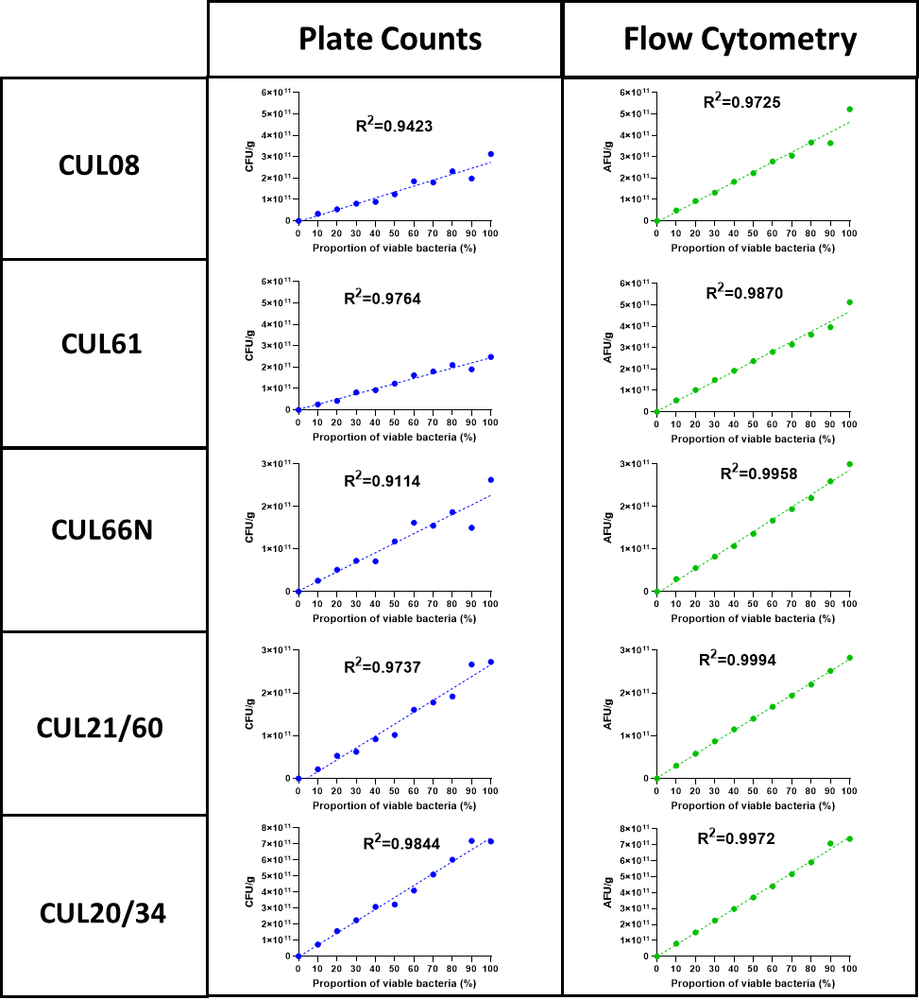 Plate Counts
Flow Cytometry
CUL08
6×10¹¹
5×10¹¹
4×10¹¹
3×10¹¹
2×10¹¹
1×10¹¹
0
CFU/g
R²=0.9423
0 10 20 30 40 50 60 70 80 90 100
Proportion of viable bacteria (%)
6×10¹¹
5×10¹¹
4×10¹¹
3×10¹¹
2×10¹¹
1×10¹¹
0
AFU/g
R²=0.9725
0 10 20 30 40 50 60 70 80 90 100
Proportion of viable bacteria (%)
CUL61
6×10¹¹
5×10¹¹
4×10¹¹
3×10¹¹
2×10¹¹
1×10¹¹
0
CFU/g
R²=0.9764
0 10 20 30 40 50 60 70 80 90 100
Proportion of viable bacteria (%)
6×10¹¹
5×10¹¹
4×10¹¹
3×10¹¹
2×10¹¹
1×10¹¹
0
AFU/g
R²=0.9870
0 10 20 30 40 50 60 70 80 90 100
Proportion of viable bacteria (%)
CUL66N
3×10¹¹
2×10¹¹
1×10¹¹
0
CFU/g
R²=0.9114
0 10 20 30 40 50 60 70 80 90 100
Proportion of viable bacteria (%)
3×10¹¹
2×10¹¹
1×10¹¹
0
AFU/g
R²=0.9958
0 10 20 30 40 50 60 70 80 90 100
Proportion of viable bacteria (%)
CUL21/60
3×10¹¹
2×10¹¹
1×10¹¹
0
CFU/g
R²=0.9737
0 10 20 30 40 50 60 70 80 90 100
Proportion of viable bacteria (%)
3×10¹¹
2×10¹¹
1×10¹¹
0
AFU/g
R²=0.9994
0 10 20 30 40 50 60 70 80 90 100
Proportion of viable bacteria (%)
CUL20/34
8×10¹¹
7×10¹¹
6×10¹¹
5×10¹¹
4×10¹¹
3×10¹¹
2×10¹¹
1×10¹¹
0
CFU/g
R²=0.9844
0 10 20 30 40 50 60 70 80 90 100
Proportion of viable bacteria (%)
8×10¹¹
7×10¹¹
6×10¹¹
5×10¹¹
4×10¹¹
3×10¹¹
2×10¹¹
1×10¹¹
0
AFU/g
R²=0.9972
0 10 20 30 40 50 60 70 80 90 100
Proportion of viable bacteria (%)